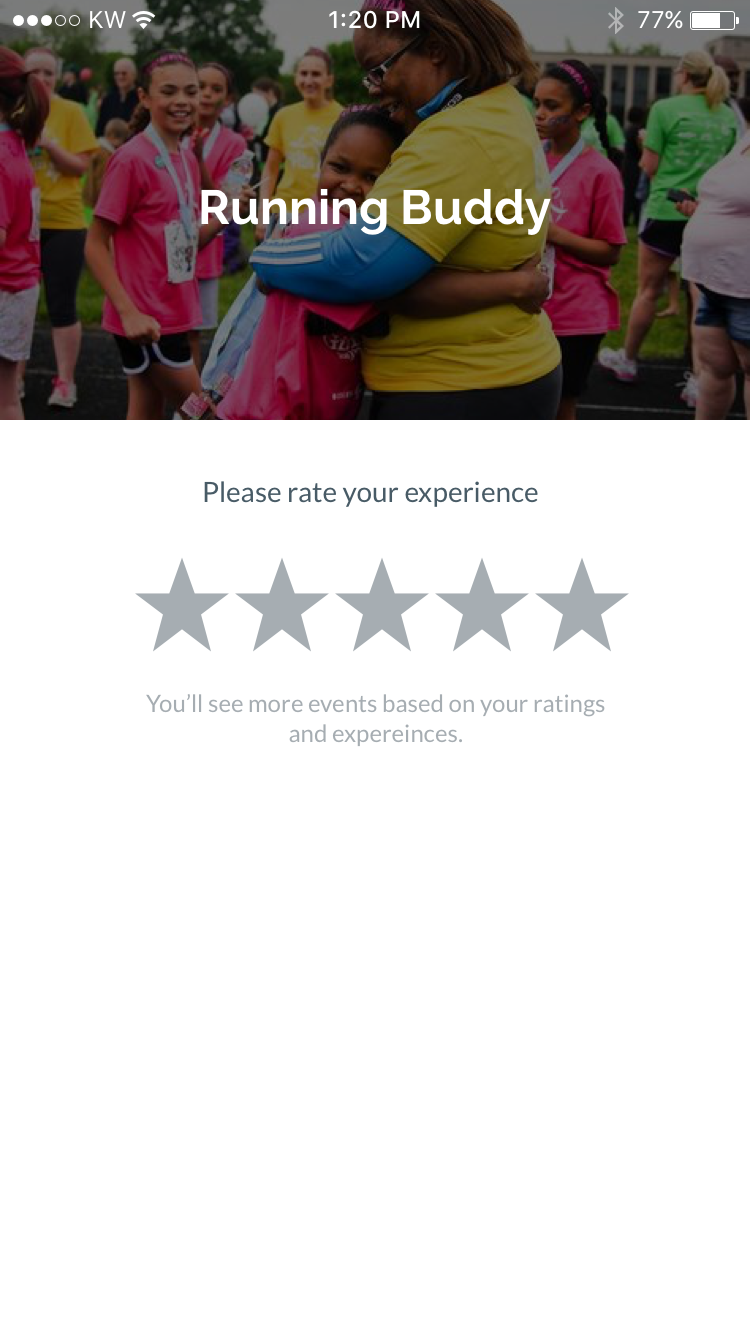 KW 1:20 PM 77%
Running Buddy
Please rate your experience
You’ll see more events based on your ratings
and expereinces.